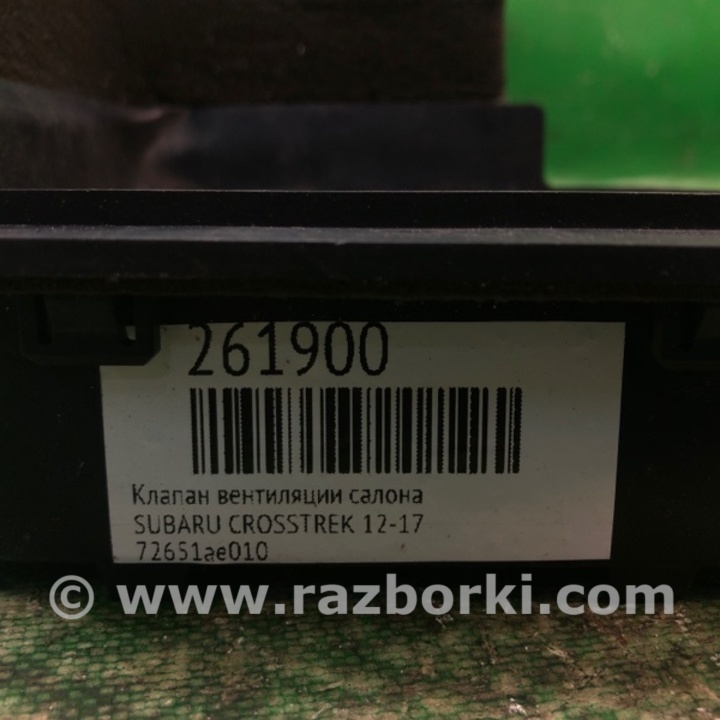 261900
Клапан вентиляции салона
SUBARU CROSSTREK 12-17
72651ae010
© www.razborki.com